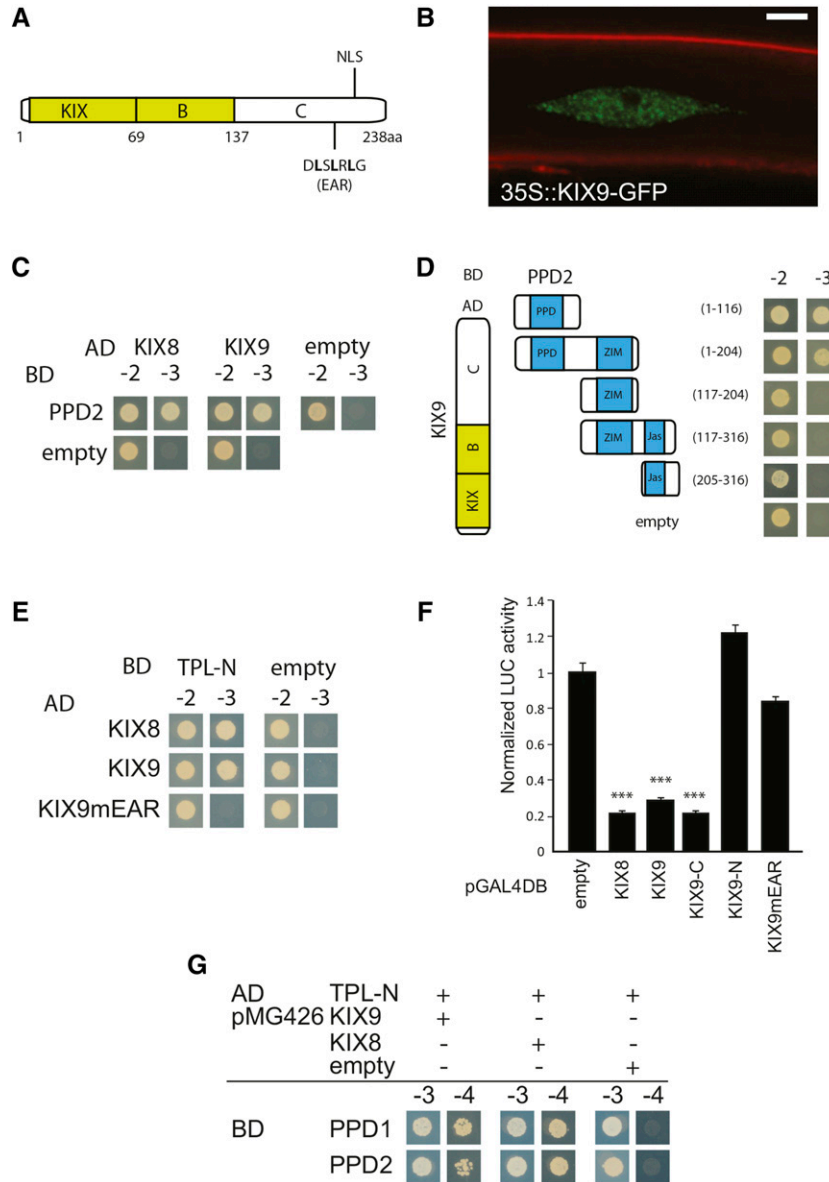 A
NLS
KIX B C
1 69 137 238aa
DLSLRLG
(EAR)
B
35S::KIX9-GFP
C
AD KIX8 KIX9 empty
BD -2 -3 -2 -3 -2 -3
PPD2
empty
D
BD PPD2 -2 -3
AD
KIX9
C
B
KIX
PPD (1-116)
PPD ZIM (1-204)
ZIM (117-204)
ZIM Jas (117-316)
Jas (205-316)
empty
E
BD TPL-N empty
AD -2 -3 -2 -3
KIX8
KIX9
KIX9mEAR
F
Normalized LUC activity
1.4
1.2
1
0.8
0.6
0.4
0.2
0
*** *** ***
pGAL4DB empty KIX8 KIX9 KIX9-C KIX9-N KIX9mEAR
G
AD TPL-N + + +
pMG426 KIX9 + - -
KIX8 - + -
empty - - +
-3 -4 -3 -4 -3 -4
BD PPD1
PPD2